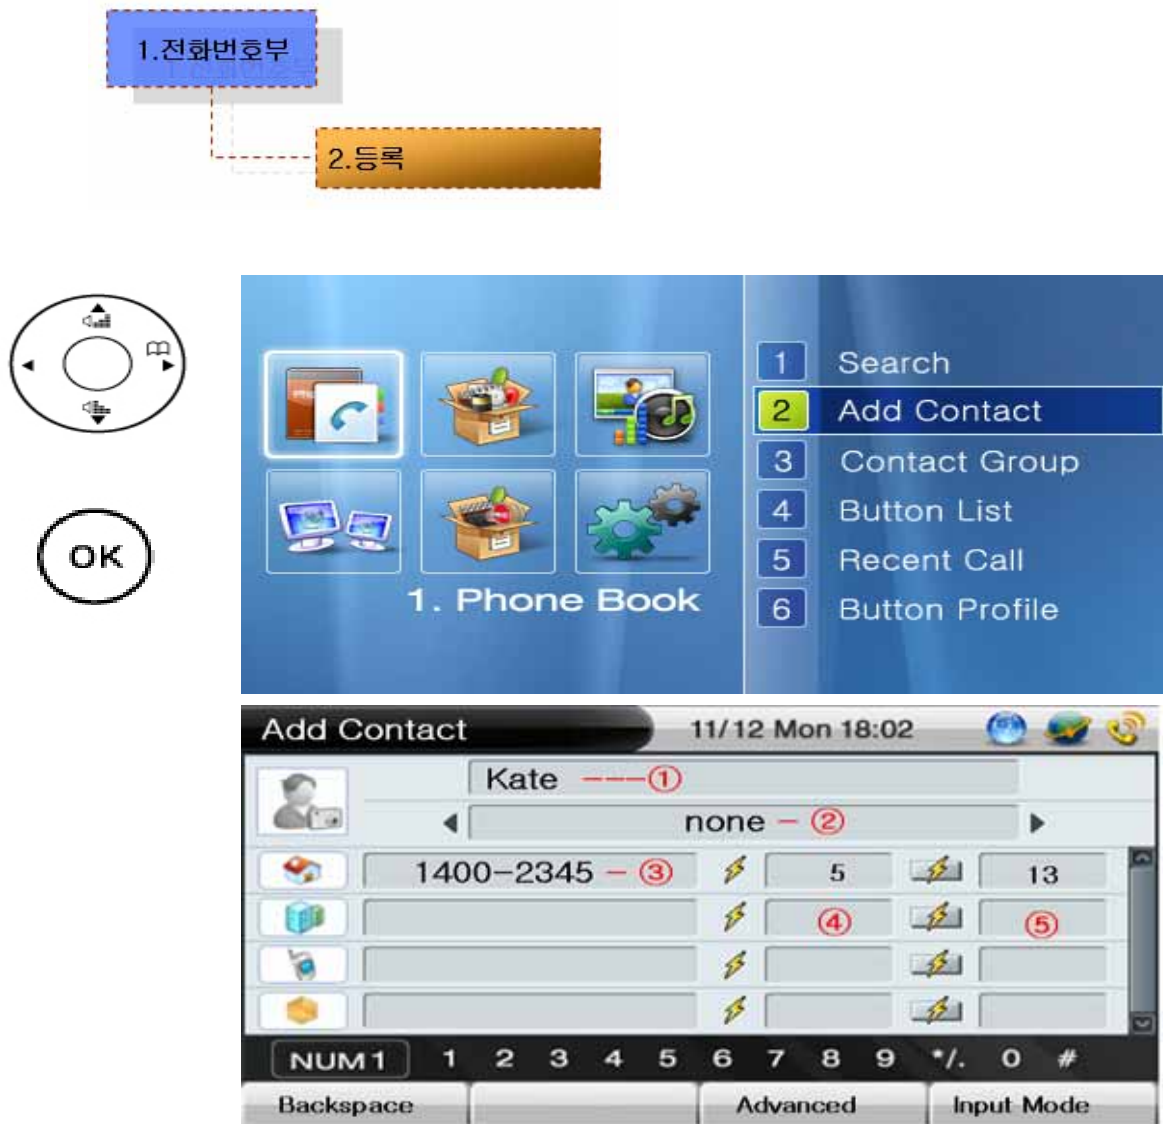 1.전화번호부
2.등록
1 Search
2 Add Contact
3 Contact Group
4 Button List
5 Recent Call
6 Button Profile
1. Phone Book
OK
Add Contact 11/12 Mon 18:02
Kate ---①
none - ②
1400-2345 - ③ 5 13
④ ⑤
NUM1 1 2 3 4 5 6 7 8 9 */. 0 #
Backspace Advanced Input Mode